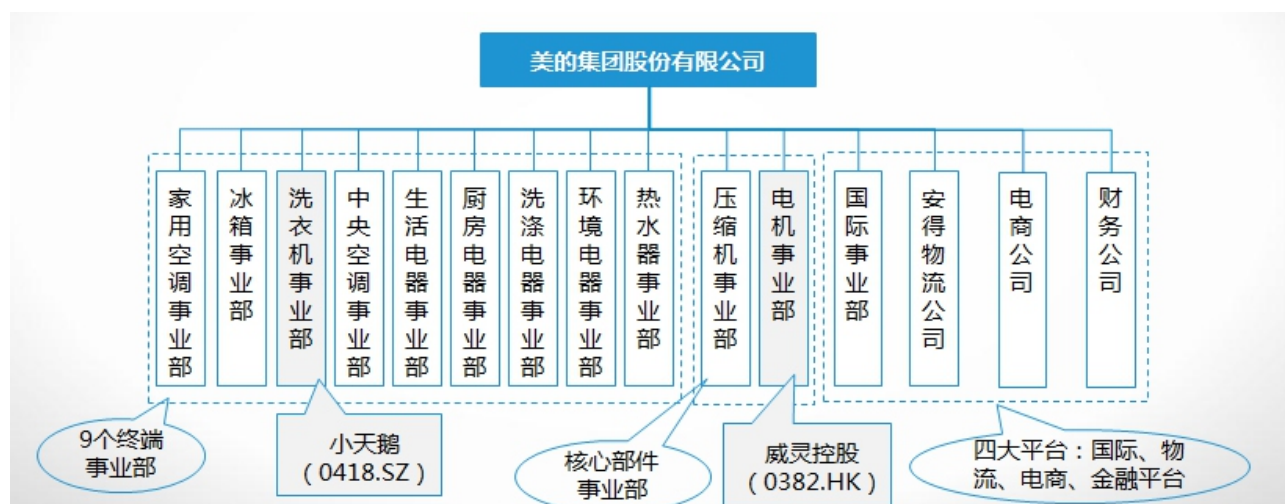 美的集团股份有限公司
家用空调事业部
冰箱事业部
洗衣机事业部
中央空调事业部
生活电器事业部
厨房电器事业部
洗涤电器事业部
环境电器事业部
热水器事业部
压缩机事业部
电机事业部
国际事业部
安得物流公司
电商公司
财务公司
9个终端
事业部
小天鹅
（0418.SZ）
核心部件
事业部
威灵控股
（0382.HK）
四大平台：国际、物
流、电商、金融平台